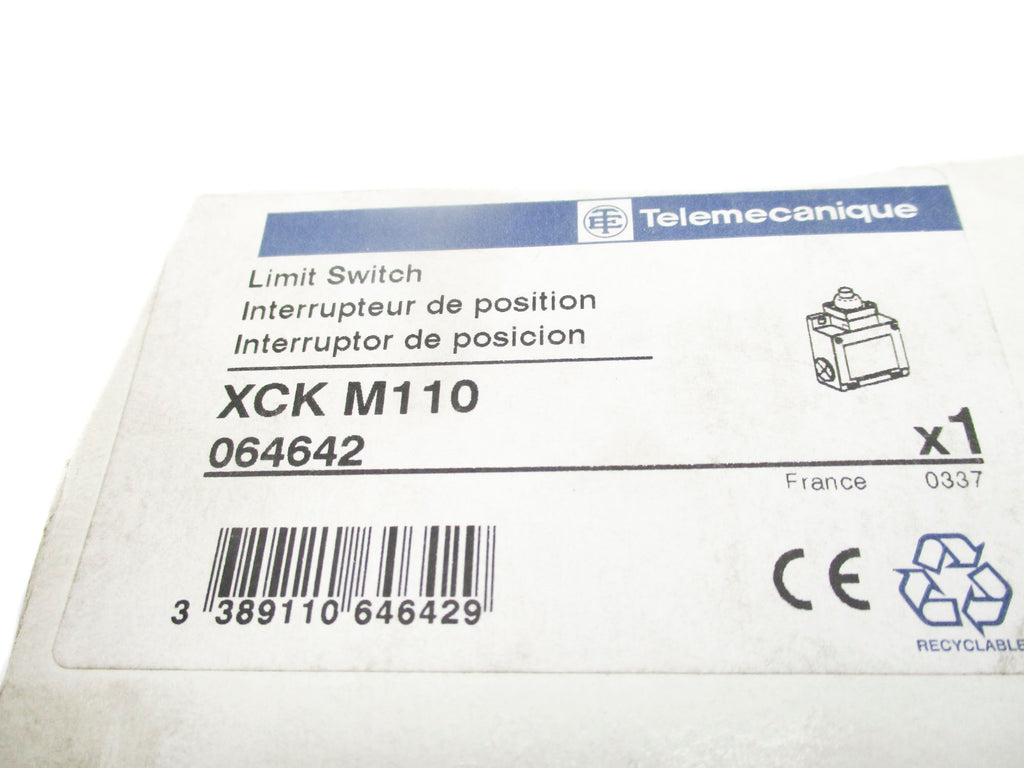 Telemecanique
Limit Switch
Interrupteur de position
Interruptor de posicion
XCK M110
064642
x1
France 0337
3 389110 646429
CE
RECYCLABLE